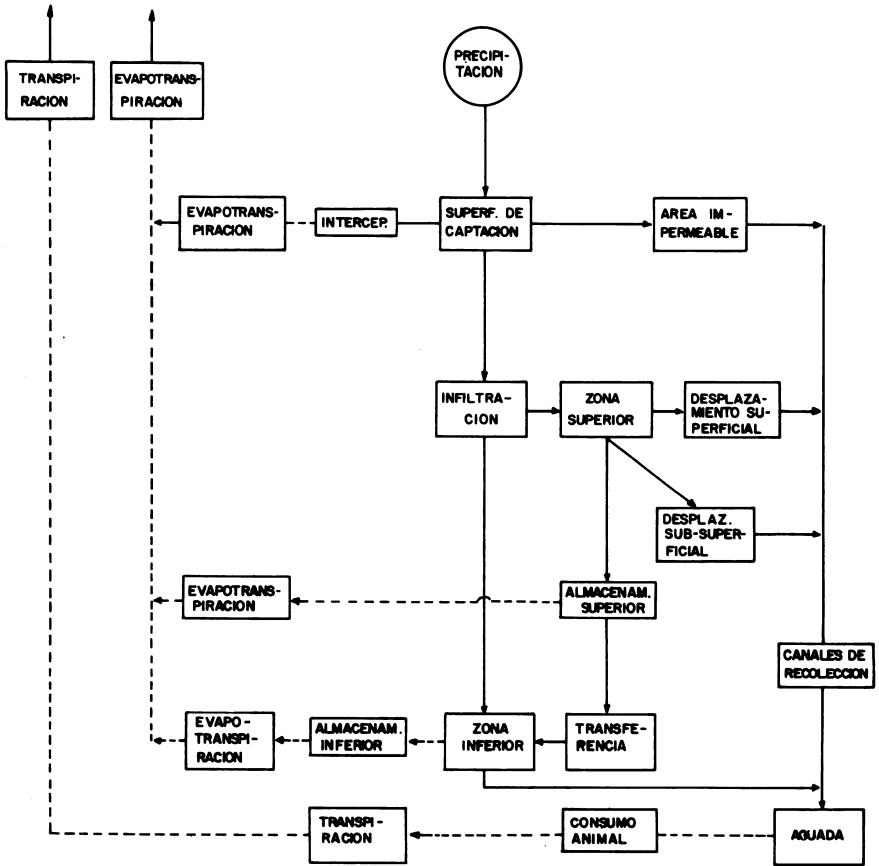 PRECIPI-
TACION
TRANSPI-
RACION
EVAPOTRANS-
PIRACION
EVAPOTRANS-
PIRACION
INTERCEP.
SUPERF. DE
CAPTACION
AREA IM-
PERMEABLE
INFILTRA-
CION
ZONA
SUPERIOR
DESPLAZA-
MIENTO SU-
PERFICIAL
DESPLAZ.
SUB-SUPER-
FICIAL
EVAPOTRANS-
PIRACION
ALMACENAM.
SUPERIOR
CANALES DE
RECOLECCION
EVAPO-
TRANSPI-
RACION
ALMACENAM.
INFERIOR
ZONA
INFERIOR
TRANSFE-
RENCIA
TRANSPI-
RACION
CONSUMO
ANIMAL
AGUADA